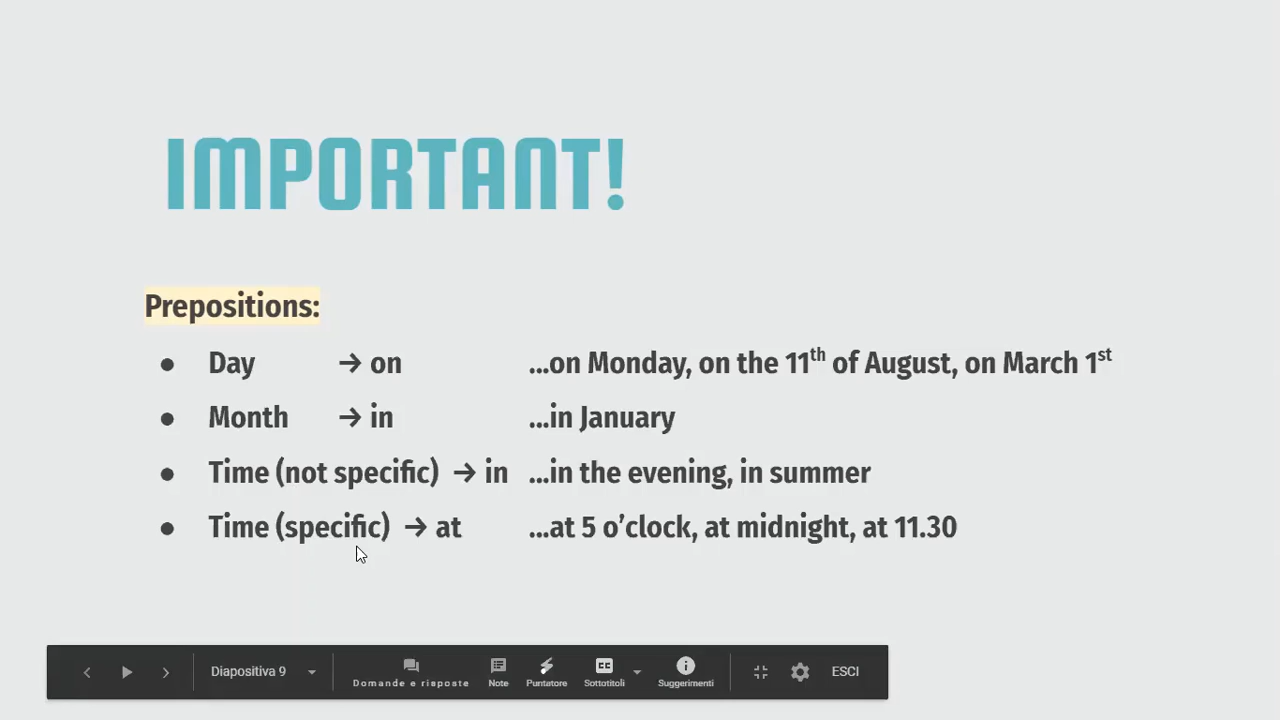 IMPORTANT!
Prepositions:
● Day → on ...on Monday, on the 11th of August, on March 1st
● Month → in ...in January
● Time (not specific) → in ...in the evening, in summer
● Time (specific) → at ...at 5 o’clock, at midnight, at 11.30
Diapositiva 9 Domande e risposte Note Puntatore Sottotitoli Suggerimenti ESCI